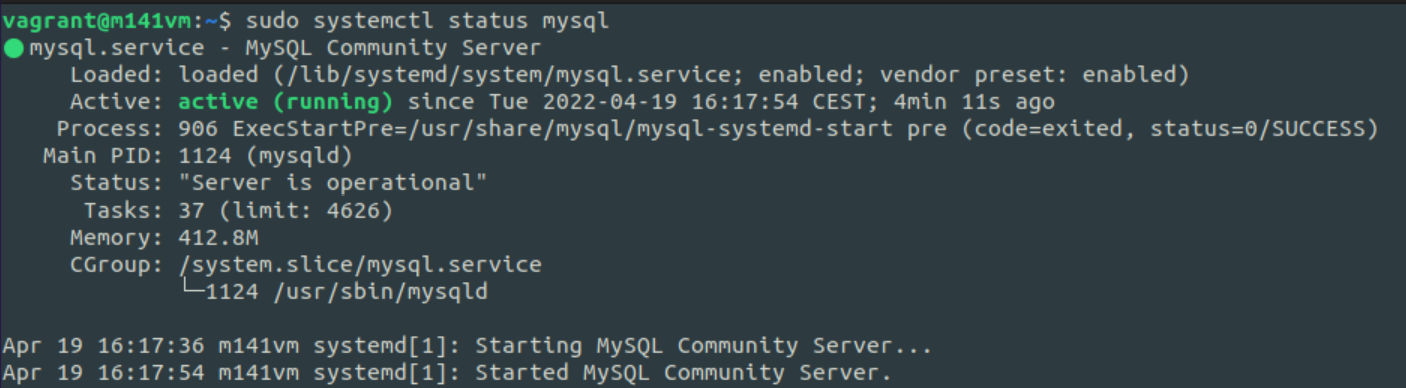 vagrant@m141vm:~$ sudo systemctl status mysql
● mysql.service - MySQL Community Server
     Loaded: loaded (/lib/systemd/system/mysql.service; enabled; vendor preset: enabled)
     Active: active (running) since Tue 2022-04-19 16:17:54 CEST; 4min 11s ago
    Process: 906 ExecStartPre=/usr/share/mysql/mysql-systemd-start pre (code=exited, status=0/SUCCESS)
   Main PID: 1124 (mysqld)
     Status: "Server is operational"
      Tasks: 37 (limit: 4626)
     Memory: 412.8M
     CGroup: /system.slice/mysql.service
             └─1124 /usr/sbin/mysqld

Apr 19 16:17:36 m141vm systemd[1]: Starting MySQL Community Server...
Apr 19 16:17:54 m141vm systemd[1]: Started MySQL Community Server.